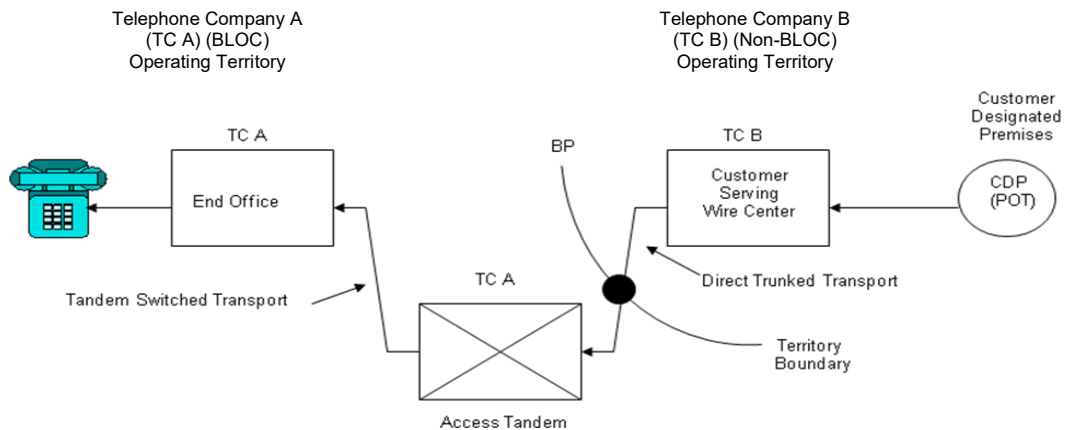 Telephone Company A
(TC A) (BLOC)
Operating Territory
Telephone Company B
(TC B) (Non-BLOC)
Operating Territory
Customer
Designated
Premises
TC A
BP
TC B
End Office
Customer
Serving
Wire Center
CDP
(POT)
Tandem Switched Transport
TC A
Direct Trunked Transport
Territory
Boundary
Access Tandem